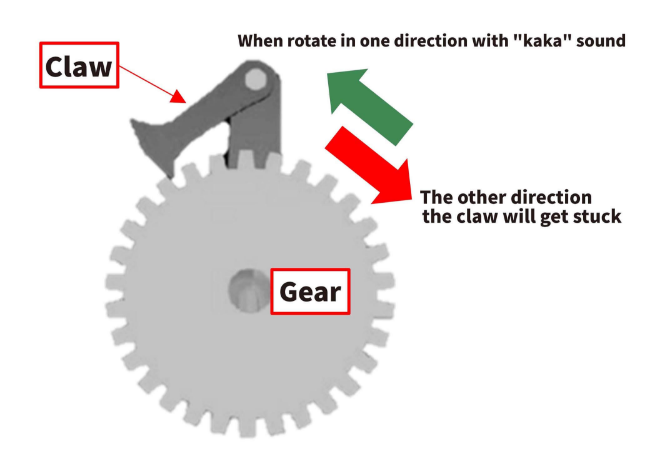 When rotate in one direction with "kaka" sound
Claw
The other direction
the claw will get stuck
Gear